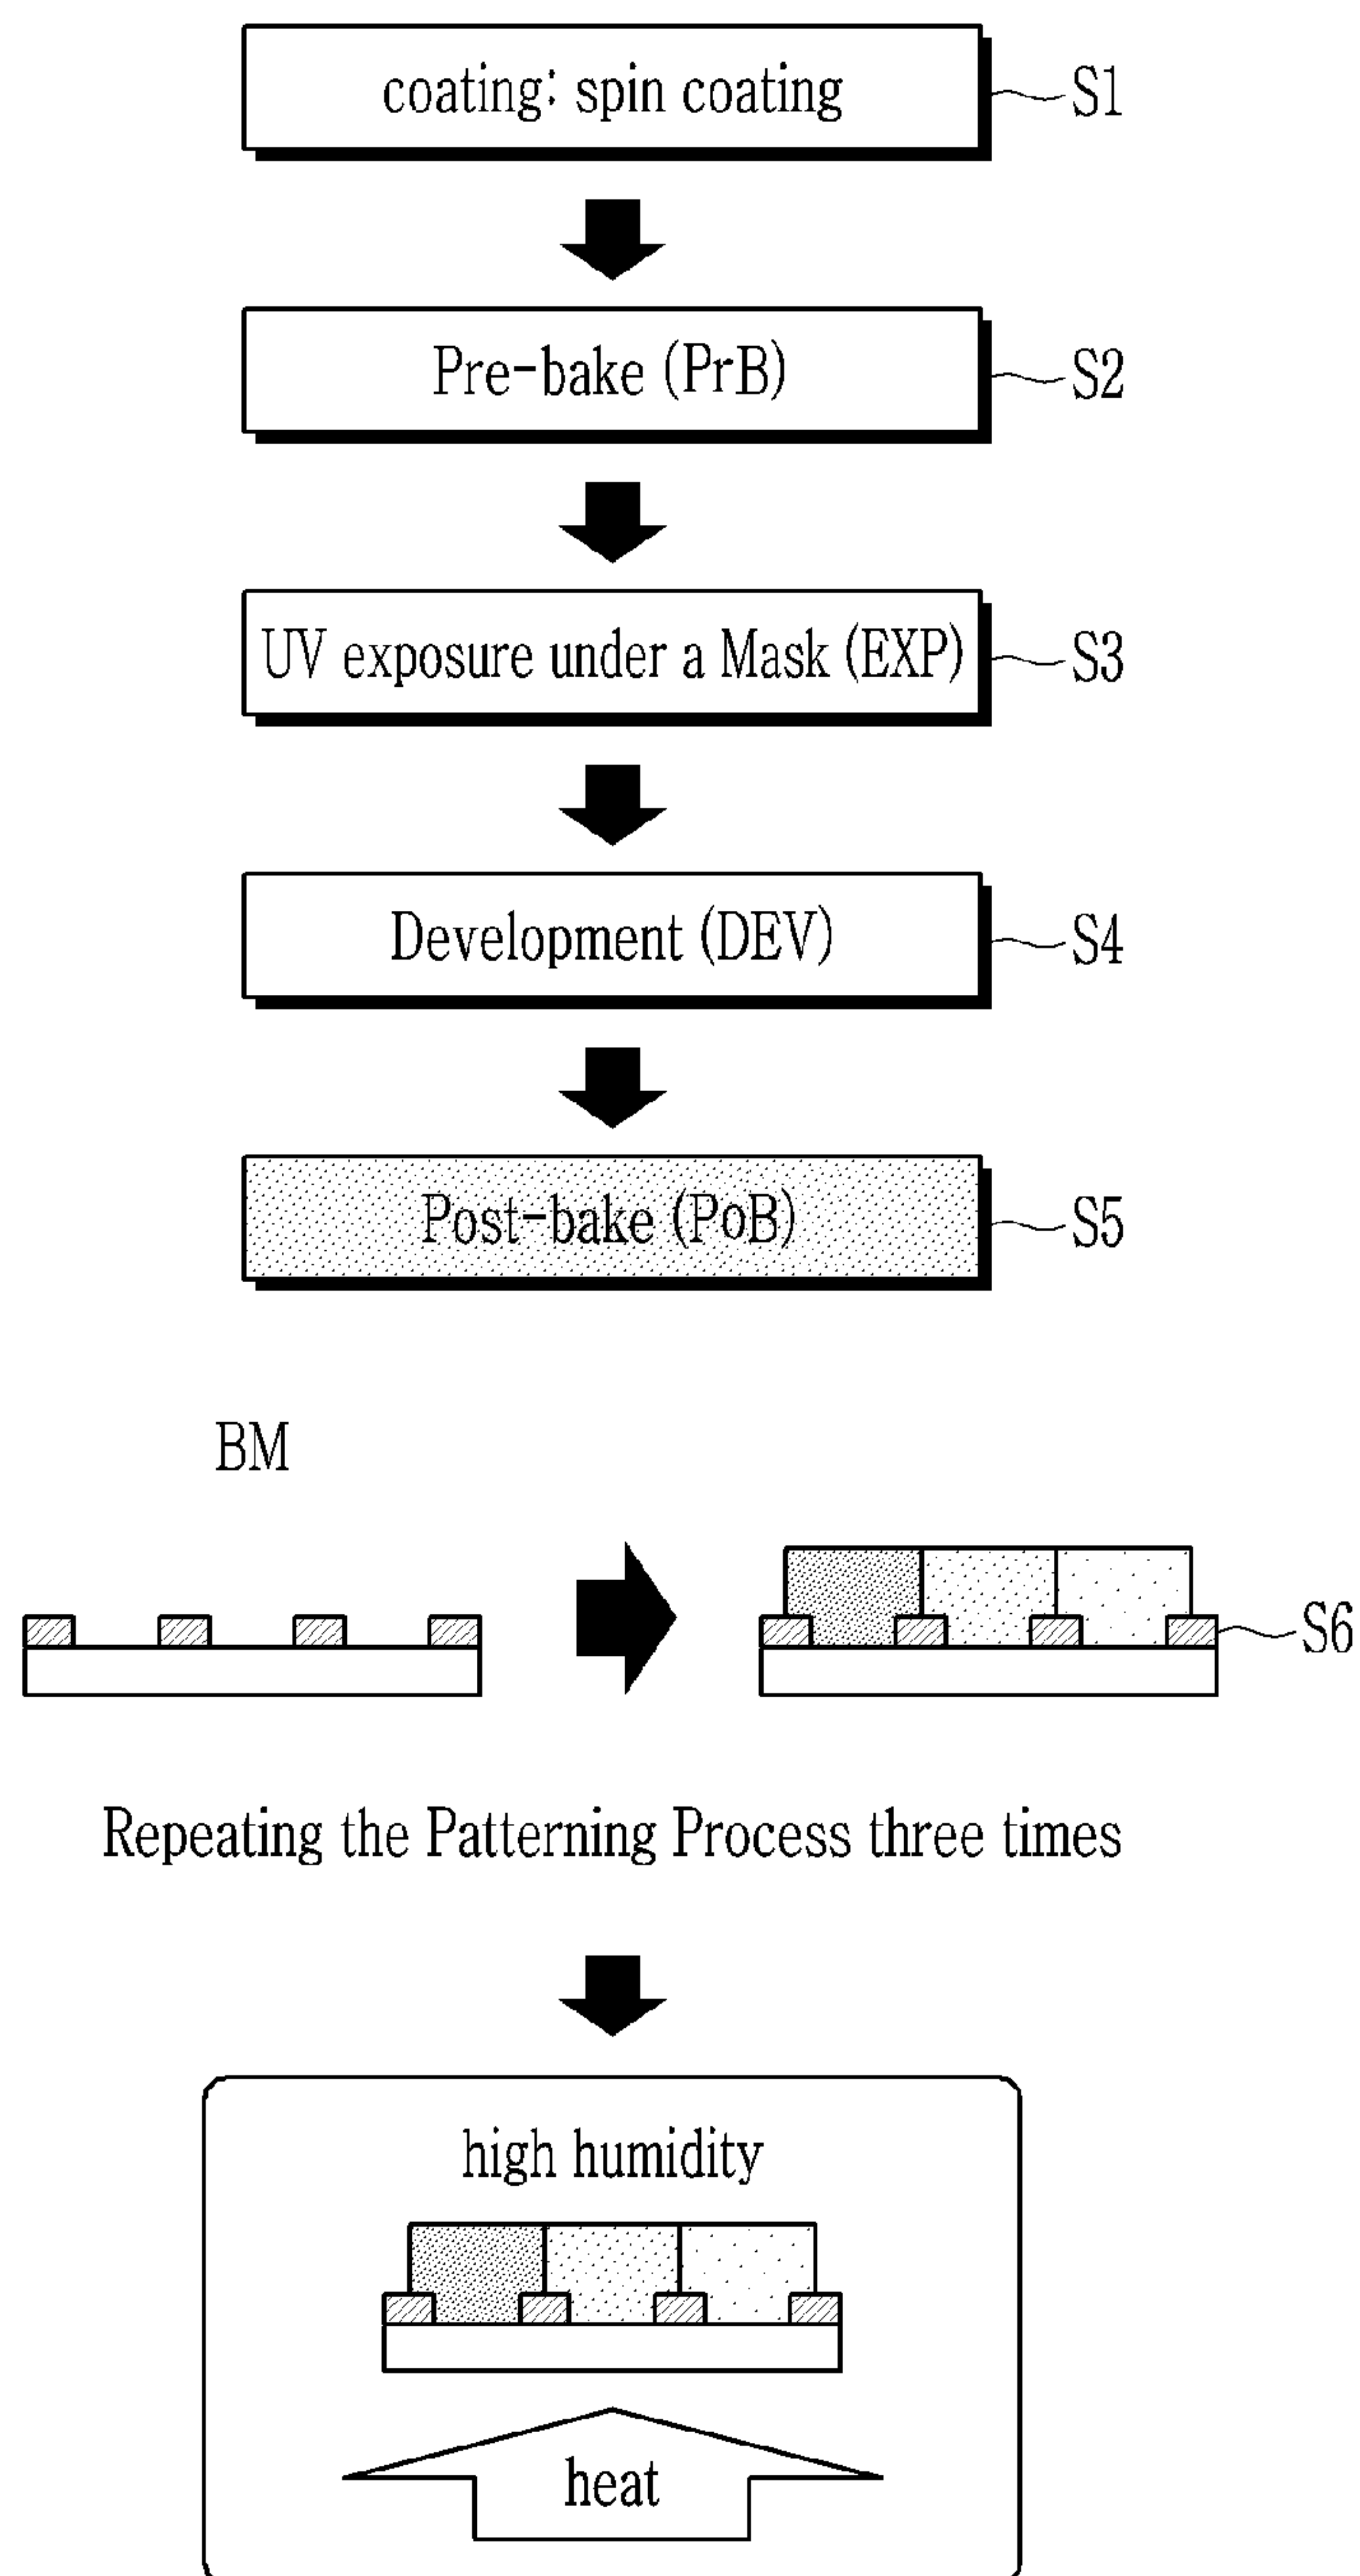 coating: spin coating
S1
Pre-bake (PrB)
S2
UV exposure under a Mask (EXP)
S3
Development (DEV)
S4
Post-bake (PoB)
S5
BM
S6
Repeating the Patterning Process three times
high humidity
heat